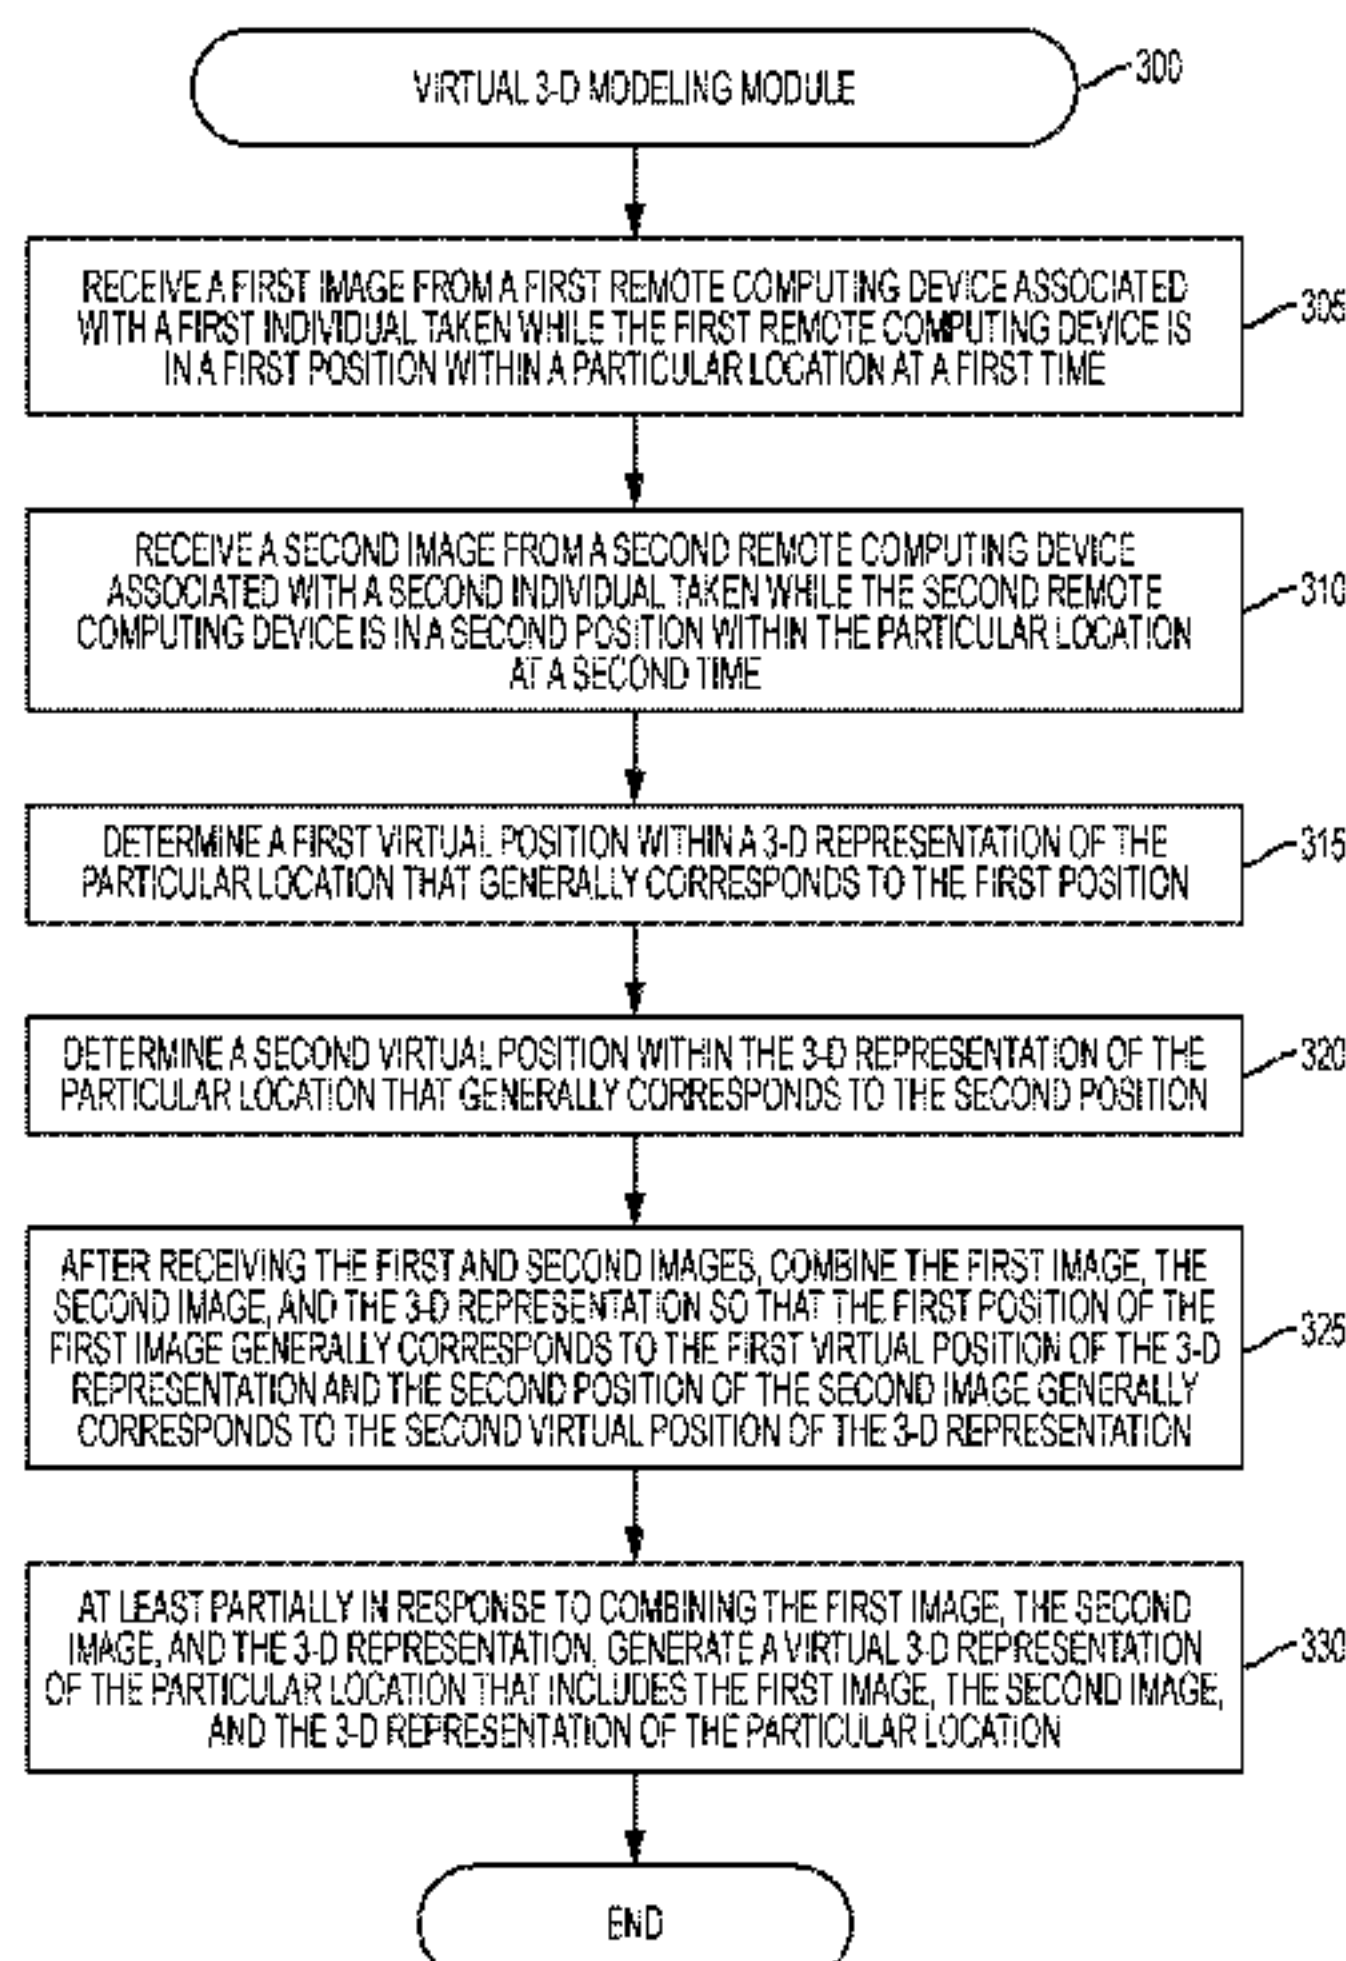 VIRTUAL 3-D MODELING MODULE
300
RECEIVE A FIRST IMAGE FROM A FIRST REMOTE COMPUTING DEVICE ASSOCIATED
WITH A FIRST INDIVIDUAL TAKEN WHILE THE FIRST REMOTE COMPUTING DEVICE IS
IN A FIRST POSITION WITHIN A PARTICULAR LOCATION AT A FIRST TIME
305
RECEIVE A SECOND IMAGE FROM A SECOND REMOTE COMPUTING DEVICE
ASSOCIATED WITH A SECOND INDIVIDUAL TAKEN WHILE THE SECOND REMOTE
COMPUTING DEVICE IS IN A SECOND POSITION WITHIN THE PARTICULAR LOCATION
AT A SECOND TIME
310
DETERMINE A FIRST VIRTUAL POSITION WITHIN A 3-D REPRESENTATION OF THE
PARTICULAR LOCATION THAT GENERALLY CORRESPONDS TO THE FIRST POSITION
315
DETERMINE A SECOND VIRTUAL POSITION WITHIN THE 3-D REPRESENTATION OF THE
PARTICULAR LOCATION THAT GENERALLY CORRESPONDS TO THE SECOND POSITION
320
AFTER RECEIVING THE FIRST AND SECOND IMAGES, COMBINE THE FIRST IMAGE, THE
SECOND IMAGE, AND THE 3-D REPRESENTATION SO THAT THE FIRST POSITION OF THE
FIRST IMAGE GENERALLY CORRESPONDS TO THE FIRST VIRTUAL POSITION OF THE 3-D
REPRESENTATION AND THE SECOND POSITION OF THE SECOND IMAGE GENERALLY
CORRESPONDS TO THE SECOND VIRTUAL POSITION OF THE 3-D REPRESENTATION
325
AT LEAST PARTIALLY IN RESPONSE TO COMBINING THE FIRST IMAGE, THE SECOND
IMAGE, AND THE 3-D REPRESENTATION, GENERATE A VIRTUAL 3-D REPRESENTATION
OF THE PARTICULAR LOCATION THAT INCLUDES THE FIRST IMAGE, THE SECOND IMAGE,
AND THE 3-D REPRESENTATION OF THE PARTICULAR LOCATION
330
END